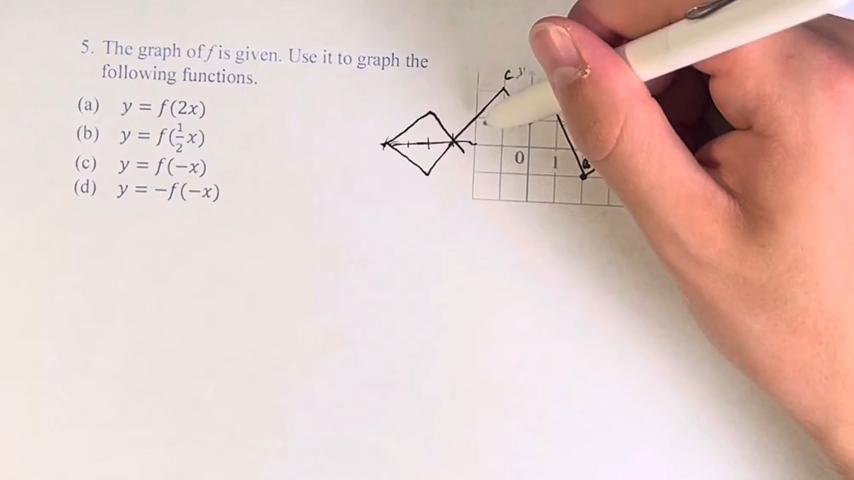 5. The graph of f is given. Use it to graph the
following functions.
(a) y = f(2x)
(b) y = f(½x)
(c) y = f(−x)
(d) y = −f(−x)
C y
0 1